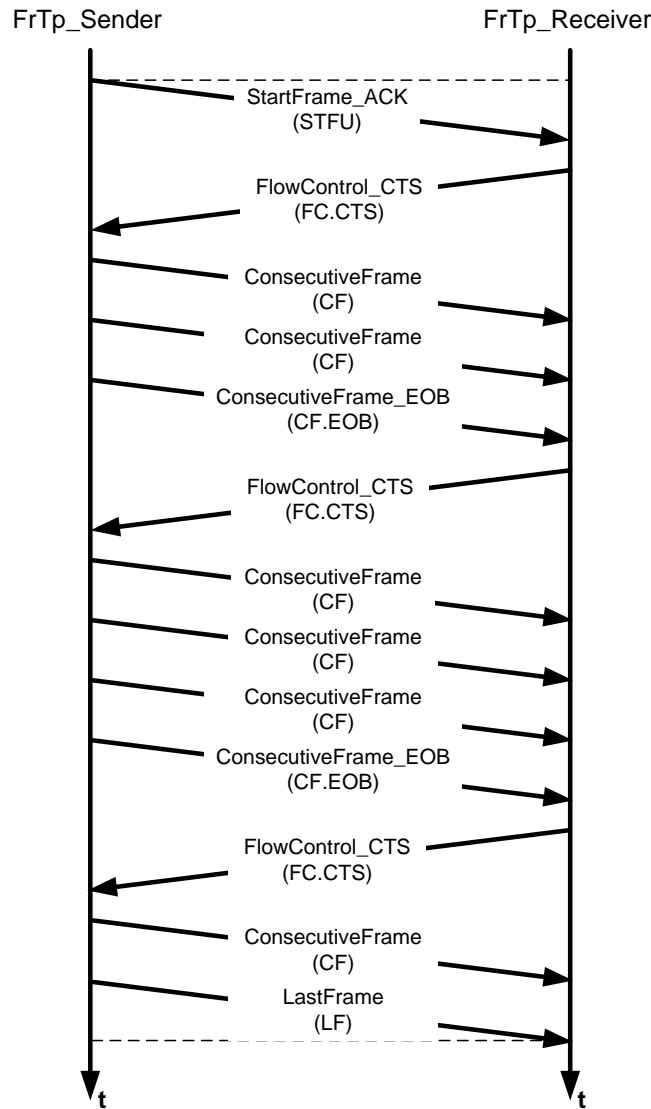 FrTp_Sender
FrTp_Receiver
StartFrame_ACK
(STFU)
FlowControl_CTS
(FC.CTS)
ConsecutiveFrame
(CF)
ConsecutiveFrame
(CF)
ConsecutiveFrame_EOB
(CF.EOB)
FlowControl_CTS
(FC.CTS)
ConsecutiveFrame
(CF)
ConsecutiveFrame
(CF)
ConsecutiveFrame
(CF)
ConsecutiveFrame_EOB
(CF.EOB)
FlowControl_CTS
(FC.CTS)
ConsecutiveFrame
(CF)
LastFrame
(LF)
t
t